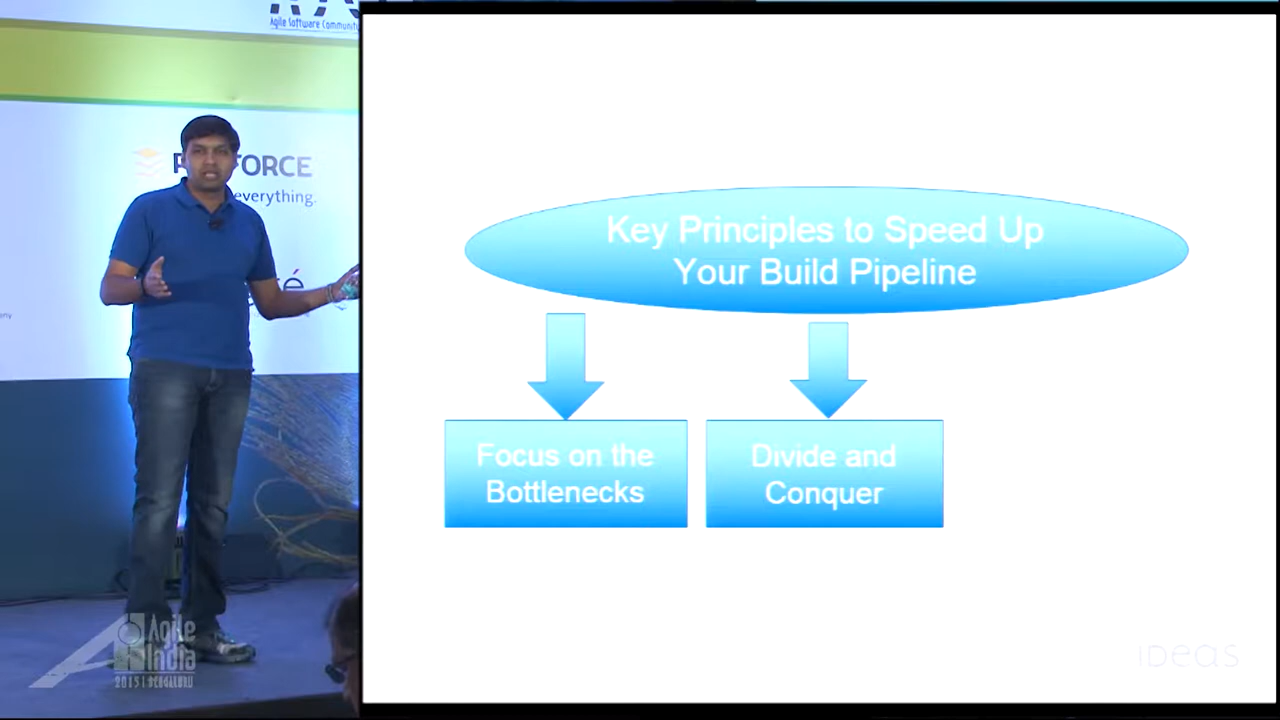 Agile Software Community
FORCE
everything.
é
Key Principles to Speed Up
Your Build Pipeline
Focus on the
Bottlenecks
Divide and
Conquer
Agile
India
2015 | BENGALURU
ideas